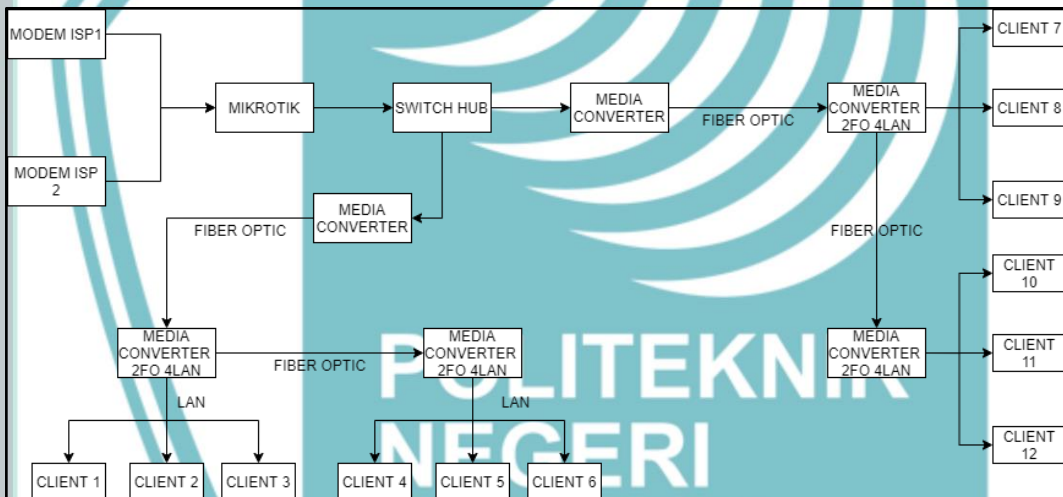 MODEM ISP1
CLIENT 7
MIKROTIK
SWITCH HUB
MEDIA
CONVERTER
FIBER OPTIC
MEDIA
CONVERTER
2FO 4LAN
CLIENT 8
MODEM ISP
2
CLIENT 9
MEDIA
CONVERTER
FIBER OPTIC
FIBER OPTIC
CLIENT
10
MEDIA
CONVERTER
2FO 4LAN
FIBER OPTIC
MEDIA
CONVERTER
2FO 4LAN
MEDIA
CONVERTER
2FO 4LAN
CLIENT
11
LAN
LAN
CLIENT
12
CLIENT 1
CLIENT 2
CLIENT 3
CLIENT 4
CLIENT 5
CLIENT 6
POLITEKNIK
NEGERI